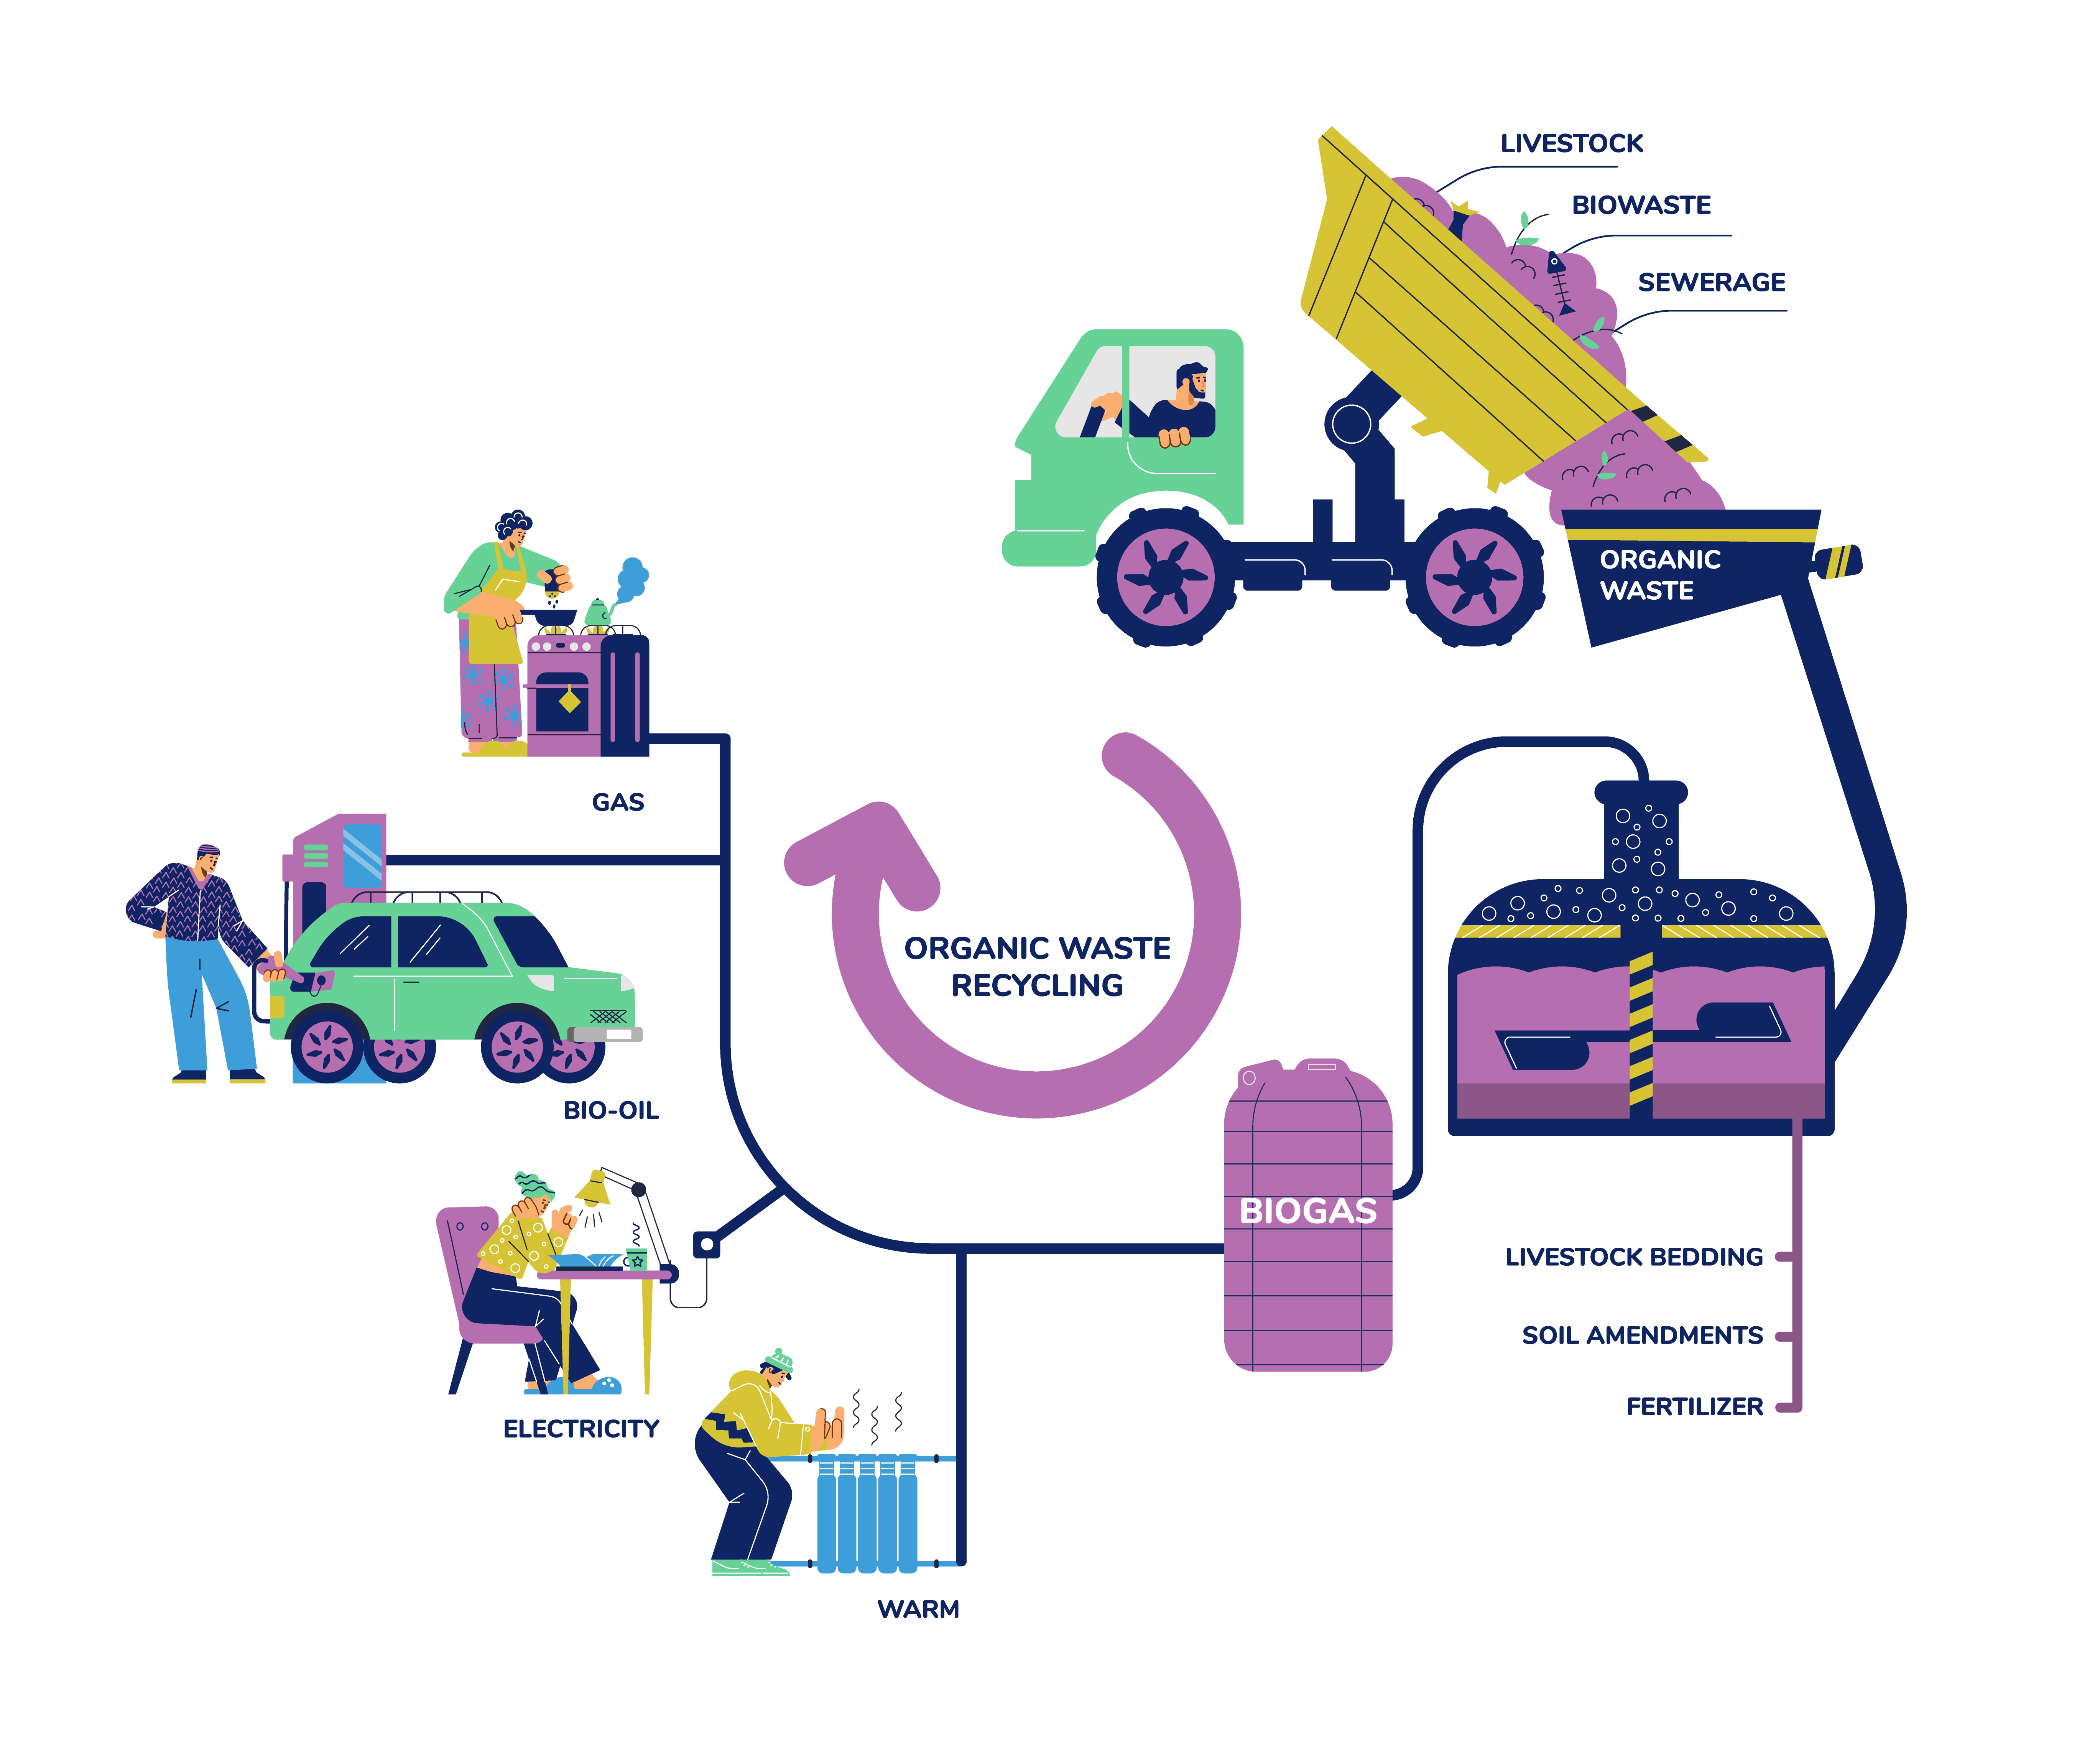 LIVESTOCK
BIOWASTE
SEWERAGE
ORGANIC
WASTE
GAS
BIO-OIL
ORGANIC WASTE
RECYCLING
BIOGAS
ELECTRICITY
WARM
LIVESTOCK BEDDING
SOIL AMENDMENTS
FERTILIZER